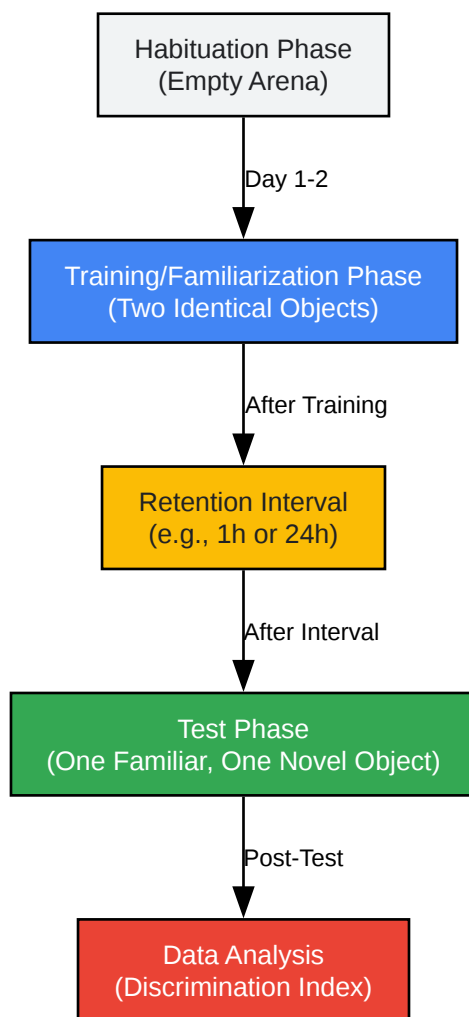 Habituation Phase
(Empty Arena)
Day 1-2
Training/Familiarization Phase
(Two Identical Objects)
After Training
Retention Interval
(e.g., 1h or 24h)
After Interval
Test Phase
(One Familiar, One Novel Object)
Post-Test
Data Analysis
(Discrimination Index)